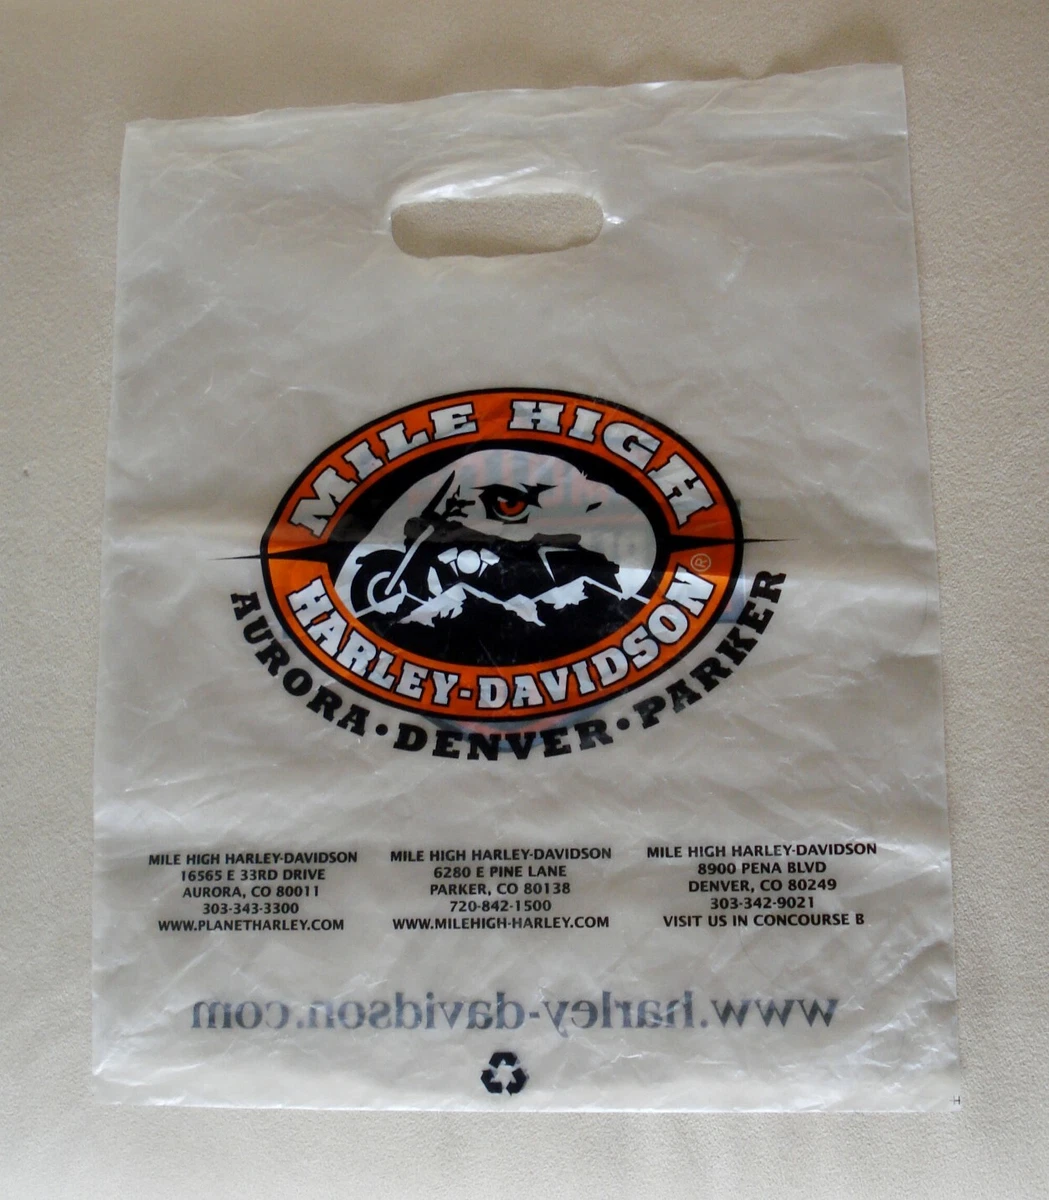 MILE HIGH
HARLEY-DAVIDSON®
AURORA • DENVER • PARKER
MILE HIGH HARLEY-DAVIDSON
16565 E 33RD DRIVE
AURORA, CO 80011
303-343-3300
WWW.PLANETHARLEY.COM
MILE HIGH HARLEY-DAVIDSON
6280 E PINE LANE
PARKER, CO 80138
720-842-1500
WWW.MILEHIGH-HARLEY.COM
MILE HIGH HARLEY-DAVIDSON
8900 PENA BLVD
DENVER, CO 80249
303-342-9021
VISIT US IN CONCOURSE B
www.harley-davidson.com